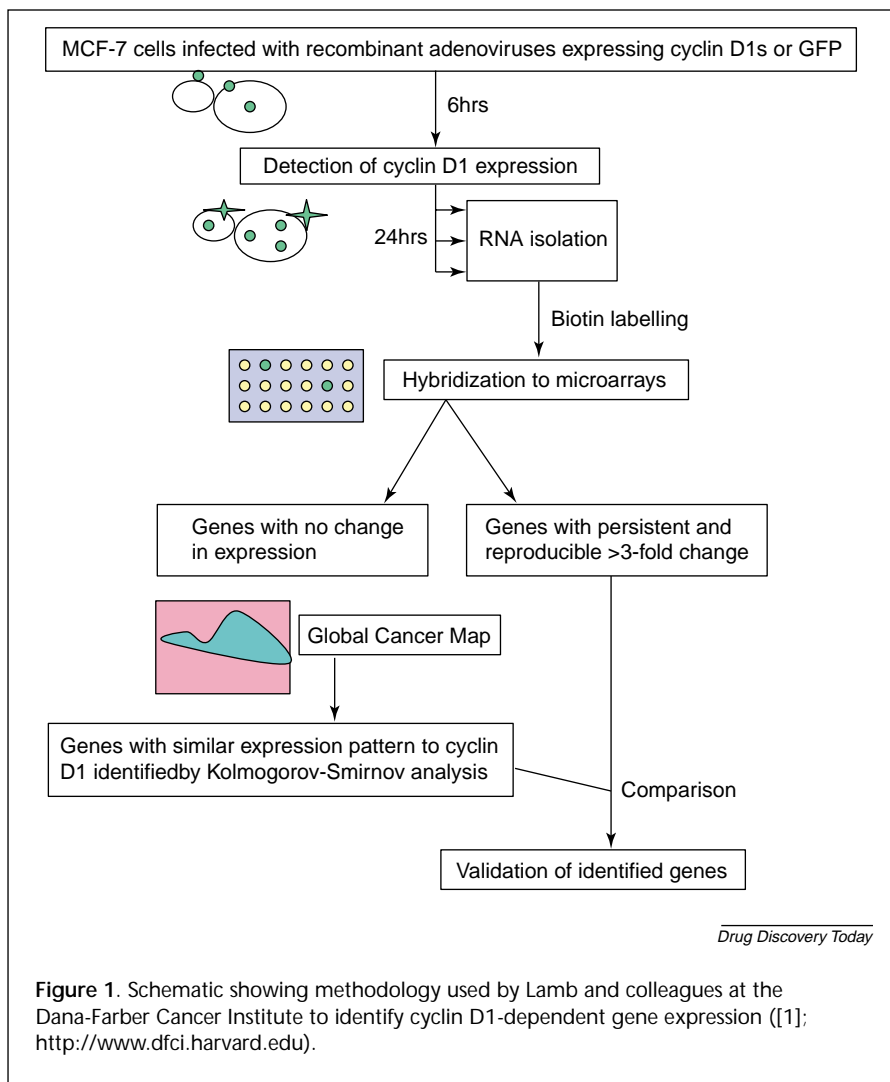 MCF-7 cells infected with recombinant adenoviruses expressing cyclin D1s or GFP
6hrs
Detection of cyclin D1 expression
24hrs
RNA isolation
Biotin labelling
Hybridization to microarrays
Genes with no change
in expression
Genes with persistent and
reproducible >3-fold change
Global Cancer Map
Genes with similar expression pattern to cyclin
D1 identifiedby Kolmogorov-Smirnov analysis
Comparison
Validation of identified genes
Drug Discovery Today
Figure 1. Schematic showing methodology used by Lamb and colleagues at the
Dana-Farber Cancer Institute to identify cyclin D1-dependent gene expression ([1];
http://www.dfci.harvard.edu).